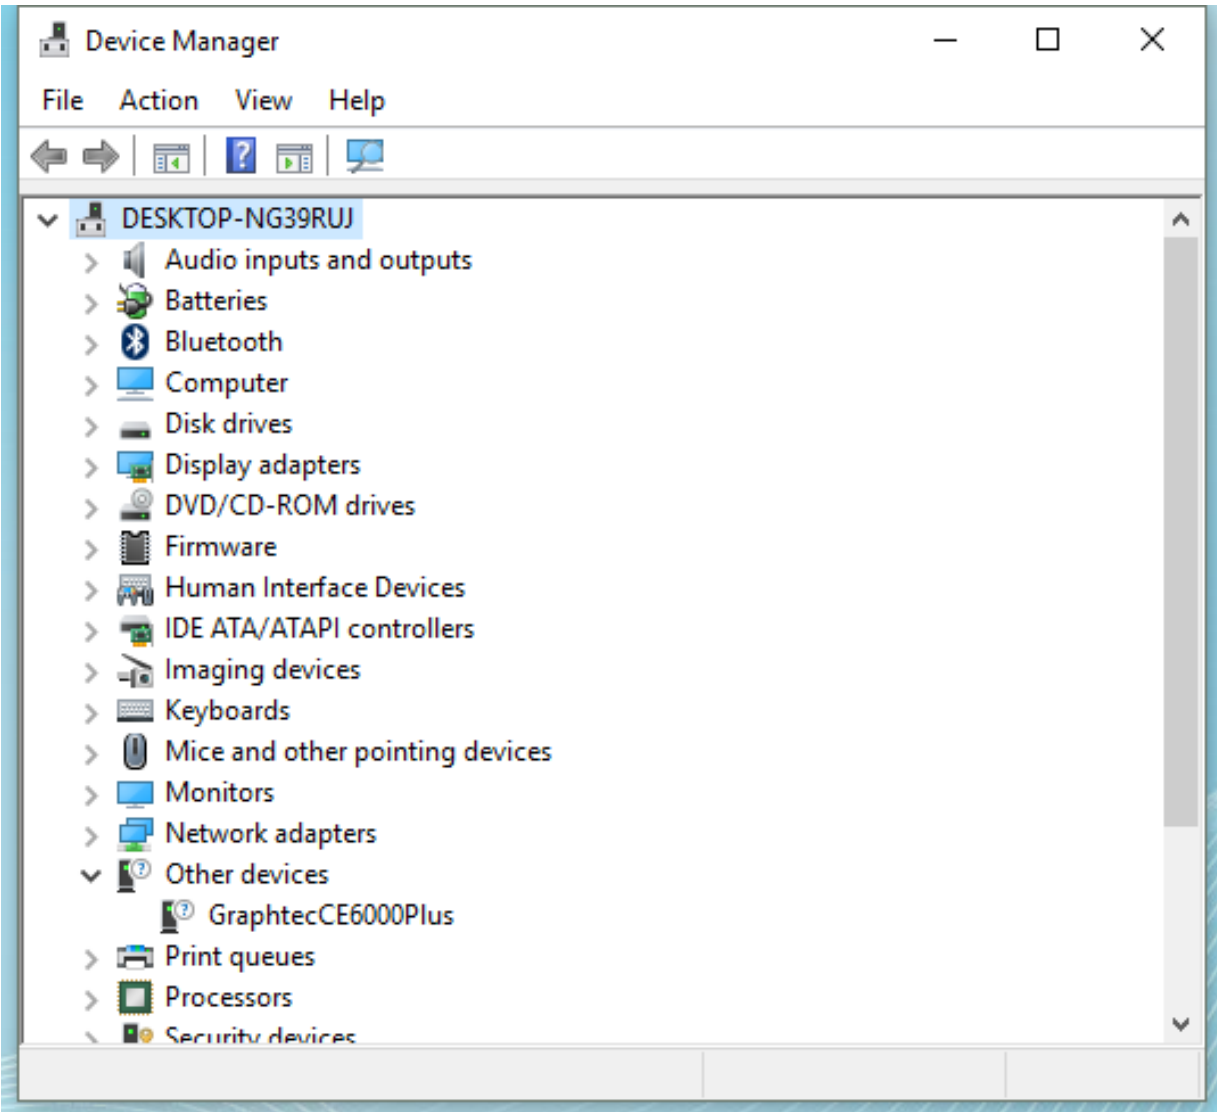 Device Manager
File Action View Help
DESKTOP-NG39RUJ
Audio inputs and outputs
Batteries
Bluetooth
Computer
Disk drives
Display adapters
DVD/CD-ROM drives
Firmware
Human Interface Devices
IDE ATA/ATAPI controllers
Imaging devices
Keyboards
Mice and other pointing devices
Monitors
Network adapters
Other devices
GraphtecCE6000Plus
Print queues
Processors
Security devices